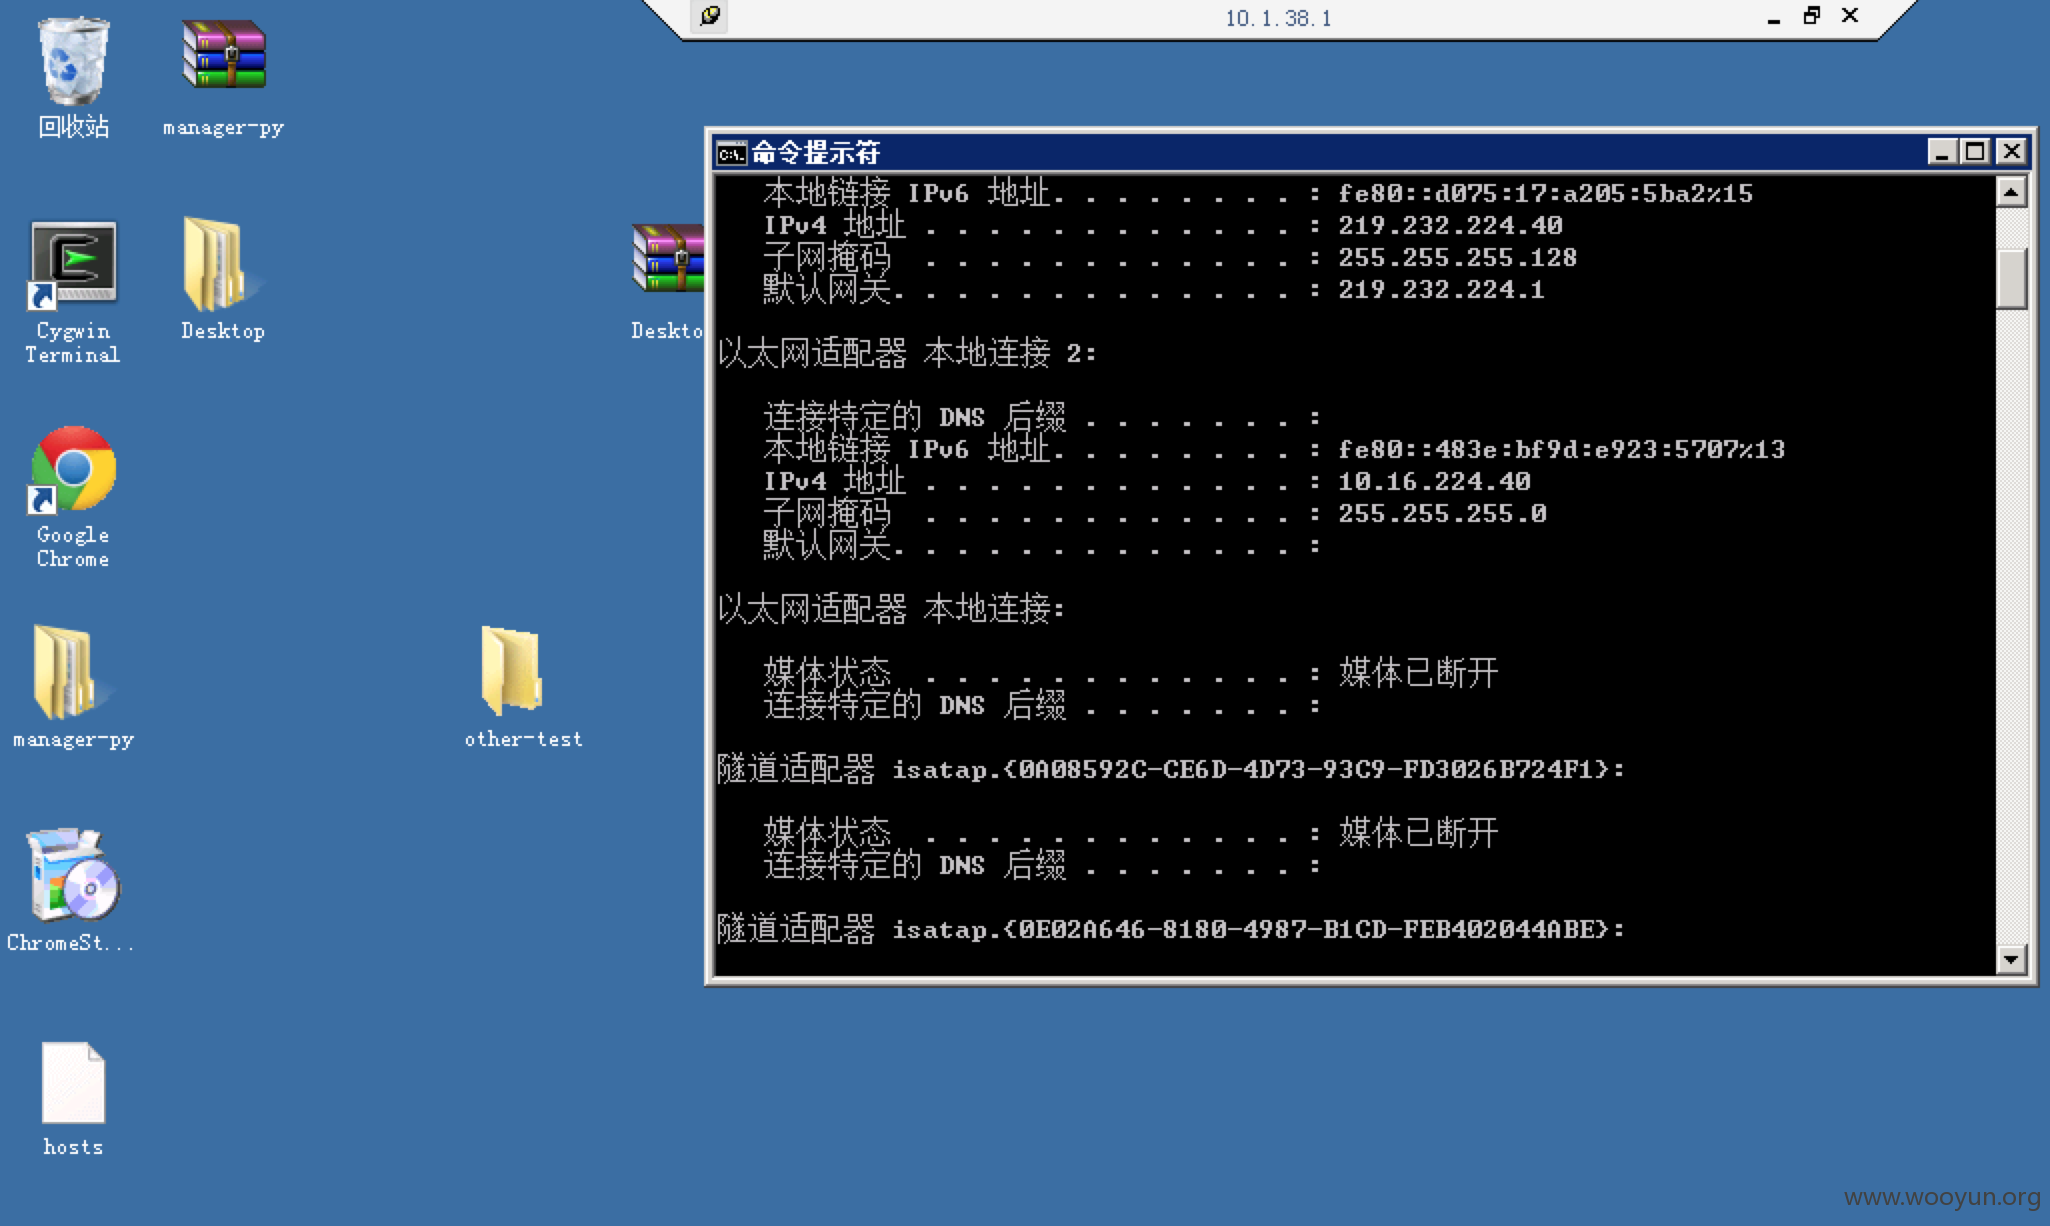 10.1.38.1
回收站
manager-py
Cygwin
Terminal
Desktop
Deskto
Google
Chrome
manager-py
other-test
ChromeSt...
hosts
C:\.
命令提示符
本地链接 IPv6 地址. . . . . . . . : fe80::d075:17:a205:5ba2%15
IPv4 地址 . . . . . . . . . . . . : 219.232.224.40
子网掩码 . . . . . . . . . . . . : 255.255.255.128
默认网关. . . . . . . . . . . . . : 219.232.224.1
以太网适配器 本地连接 2:
连接特定的 DNS 后缀 . . . . . . . :
本地链接 IPv6 地址. . . . . . . . : fe80::483e:bf9d:e923:5707%13
IPv4 地址 . . . . . . . . . . . . : 10.16.224.40
子网掩码 . . . . . . . . . . . . : 255.255.255.0
默认网关. . . . . . . . . . . . . :
以太网适配器 本地连接:
媒体状态 . . . . . . . . . . . . : 媒体已断开
连接特定的 DNS 后缀 . . . . . . . :
隧道适配器 isatap.{0A08592C-CE6D-4D73-93C9-FD3026B724F1}:
媒体状态 . . . . . . . . . . . . : 媒体已断开
连接特定的 DNS 后缀 . . . . . . . :
隧道适配器 isatap.{0E02A646-8180-4987-B1CD-FEB402044ABE}:
www.wooyun.org